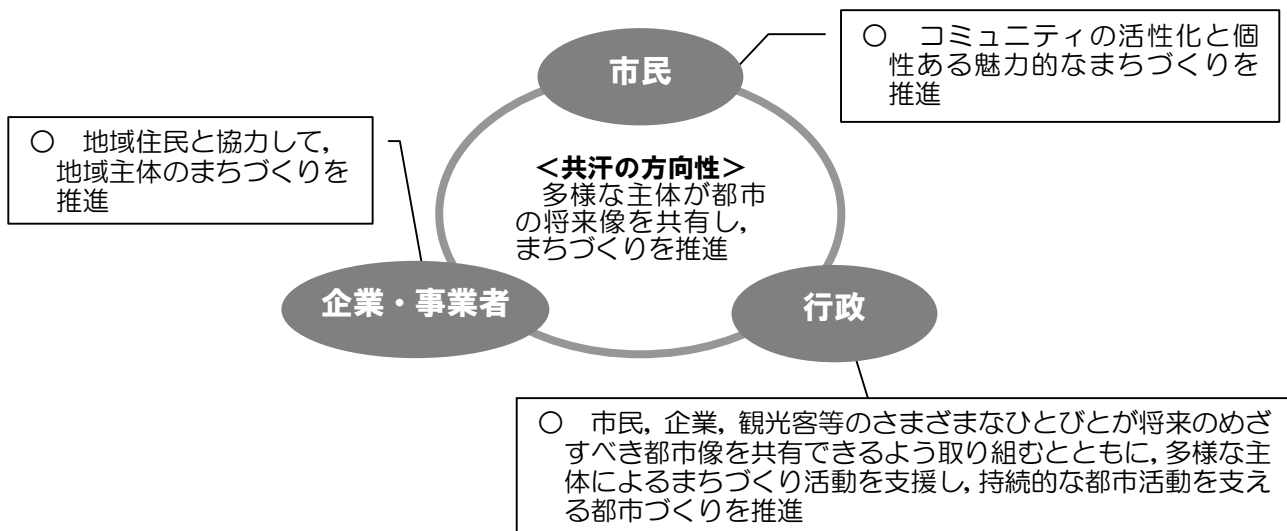 市民
○　コミュニティの活性化と個
性ある魅力的なまちづくりを
推進
○　地域住民と協力して，
地域主体のまちづくりを
推進
＜共汗の方向性＞
多様な主体が都市
の将来像を共有し，
まちづくりを推進
企業・事業者
行政
○　市民，企業，観光客等のさまざまなひとびとが将来のめざ
すべき都市像を共有できるよう取り組むとともに，多様な主
体によるまちづくり活動を支援し，持続的な都市活動を支え
る都市づくりを推進